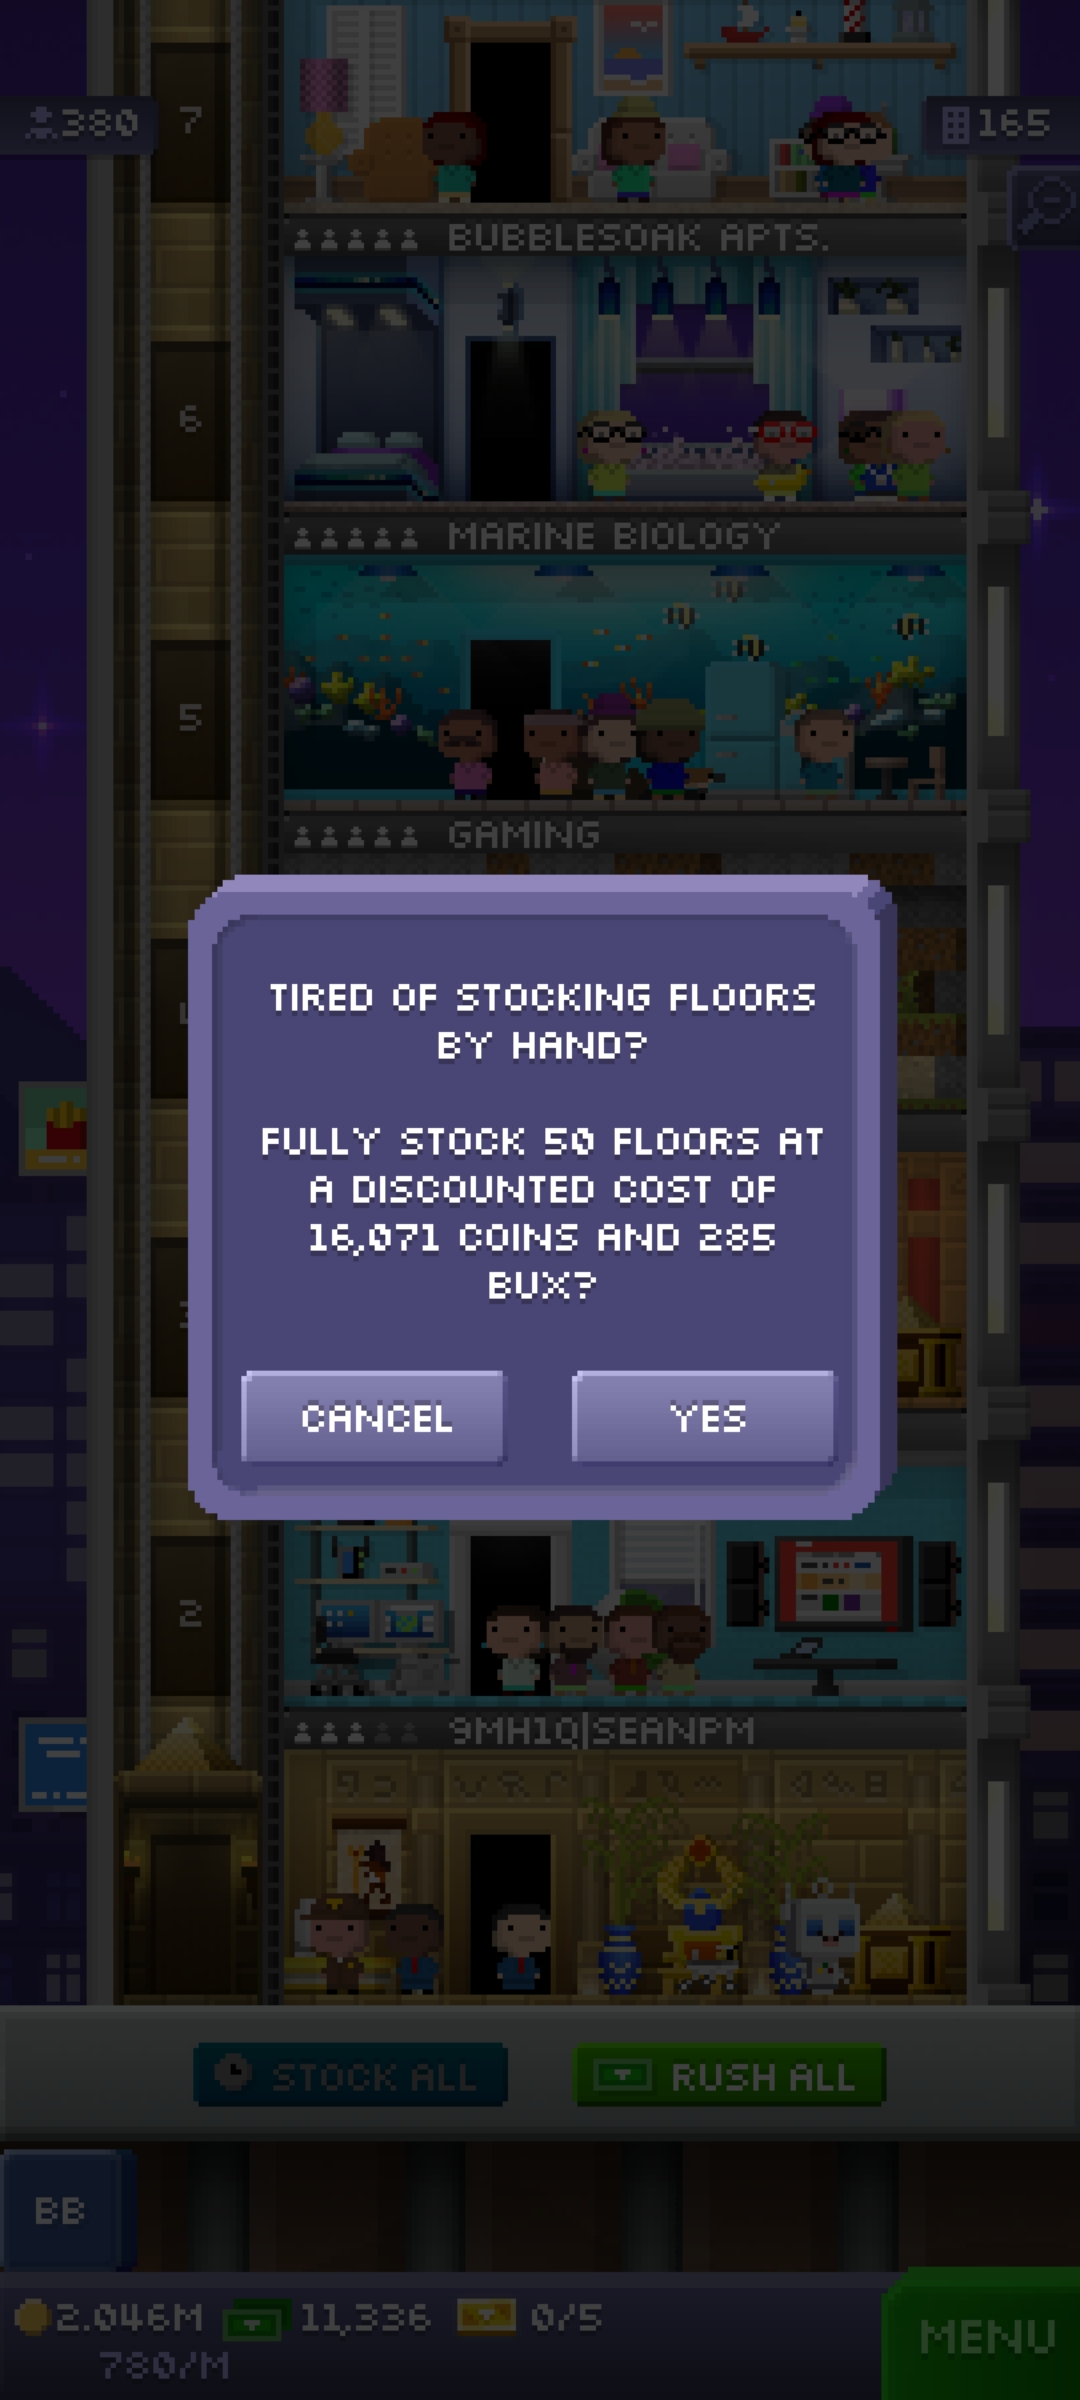 380
7
165
BUBBLESOAK APTS.
6
MARINE BIOLOGY
5
GAMING
TIRED OF STOCKING FLOORS
BY HAND?
FULLY STOCK 50 FLOORS AT
A DISCOUNTED COST OF
16,071 COINS AND 285
BUX?
CANCEL
YES
2
9MH1Q|SEANPM
STOCK ALL
RUSH ALL
BB
2.046M
11,336
0/5
780/M
MENU